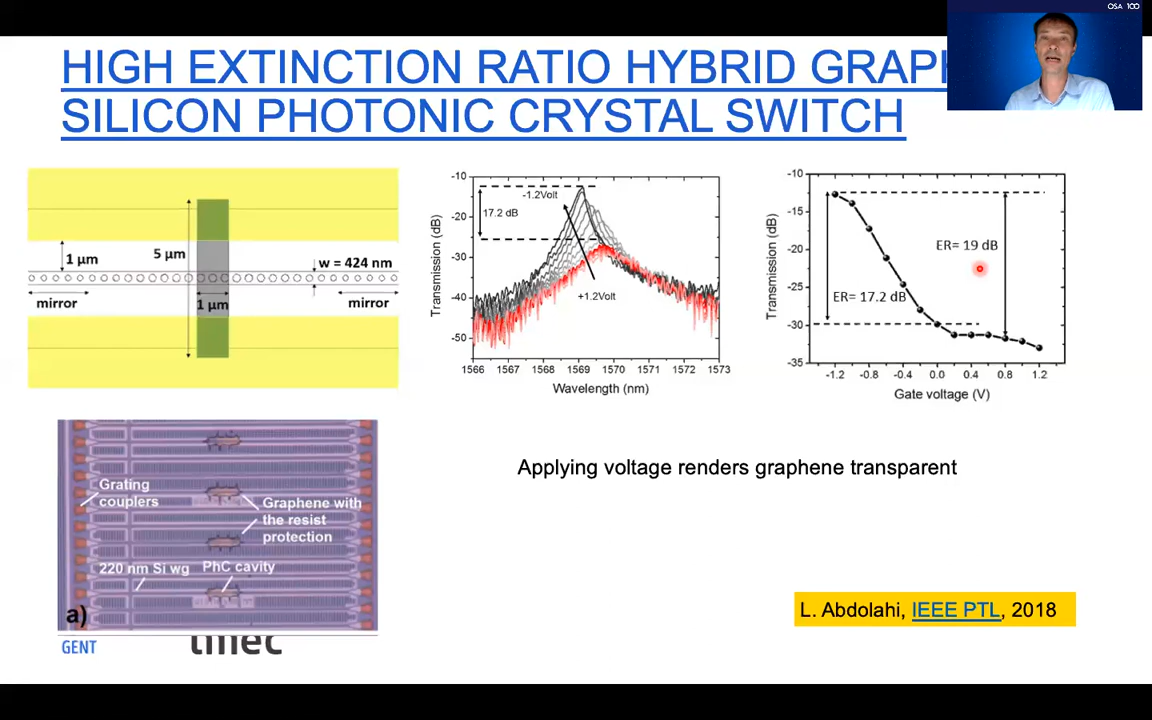 OSA 100
HIGH EXTINCTION RATIO HYBRID GRAP
SILICON PHOTONIC CRYSTAL SWITCH
1 µm
5 µm
w = 424 nm
mirror
1 µm
mirror
-10
-20
-30
-40
-50
Transmission (dB)
-1.2Volt
17.2 dB
+1.2Volt
1566 1567 1568 1569 1570 1571 1572 1573
Wavelength (nm)
-10
-15
-20
-25
-30
-35
Transmission (dB)
ER= 19 dB
ER= 17.2 dB
-1.2 -0.8 -0.4 0.0 0.4 0.8 1.2
Gate voltage (V)
Grating
couplers
Graphene with
the resist
protection
220 nm Si wg
PhC cavity
a)
Applying voltage renders graphene transparent
L. Abdolahi, IEEE PTL, 2018
GENT
imec